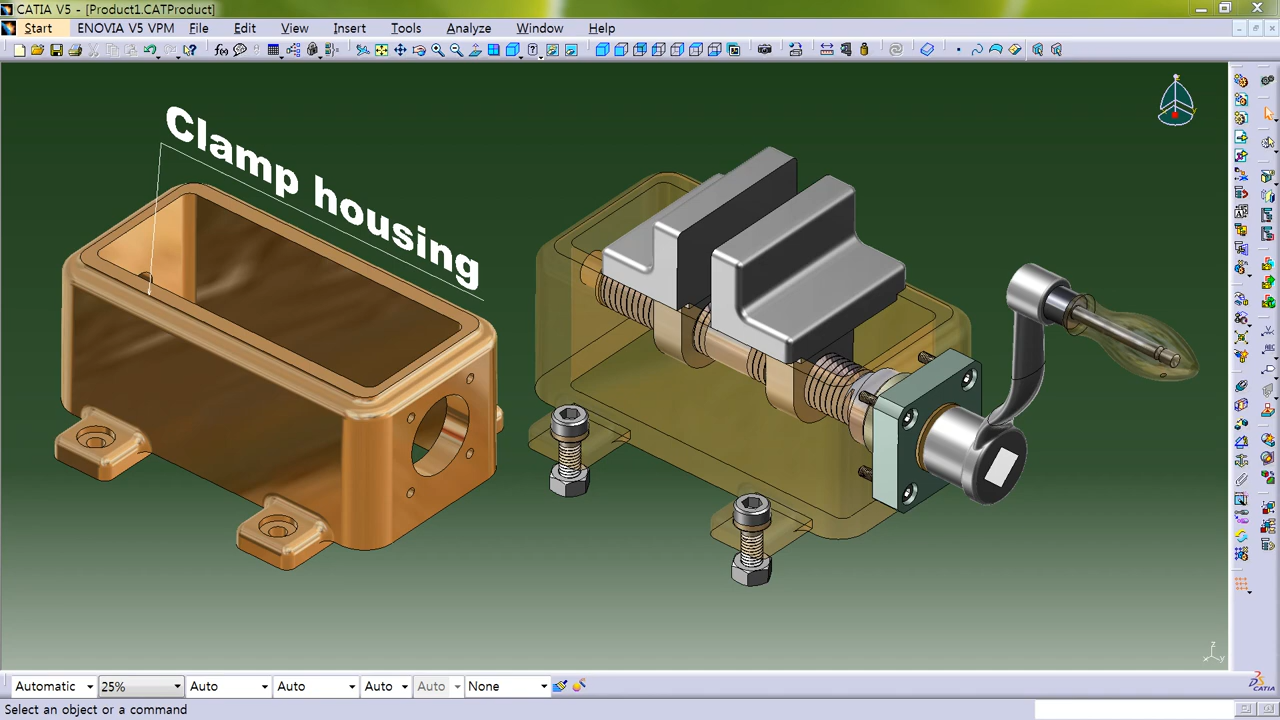 CATIA V5 - [Product1.CATProduct]
Start ENOVIA V5 VPM File Edit View Insert Tools Analyze Window Help
Clamp housing
Automatic 25% Auto Auto Auto Auto None
CATIA
Select an object or a command